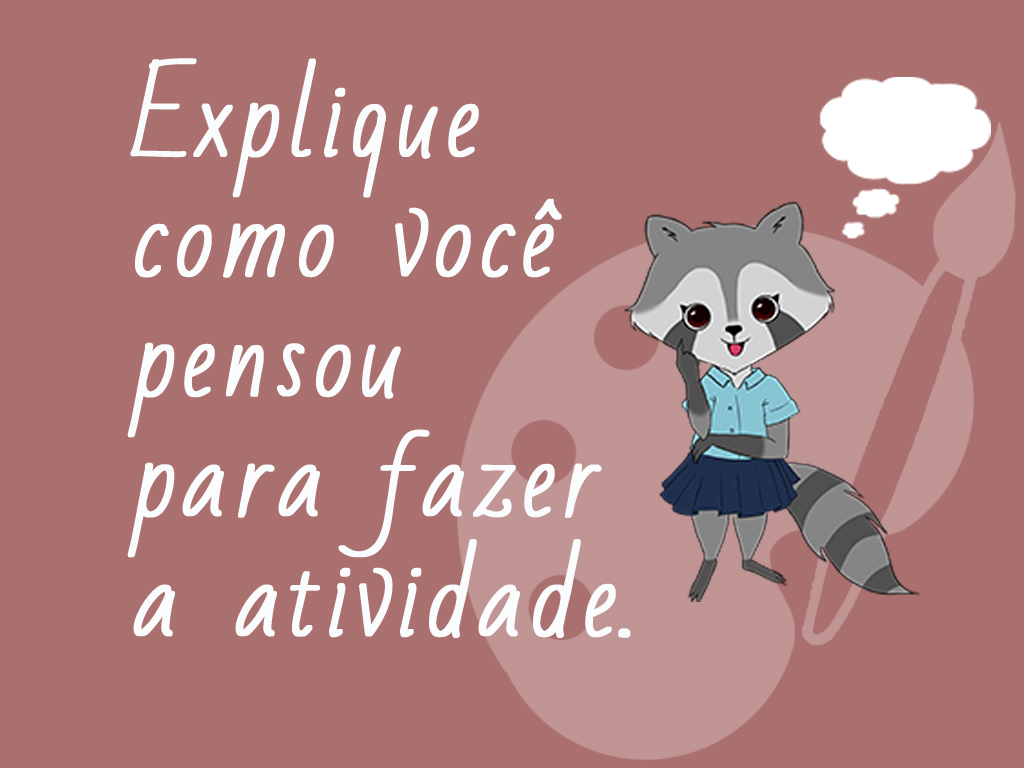 Explique
como você
pensou
para fazer
a atividade.